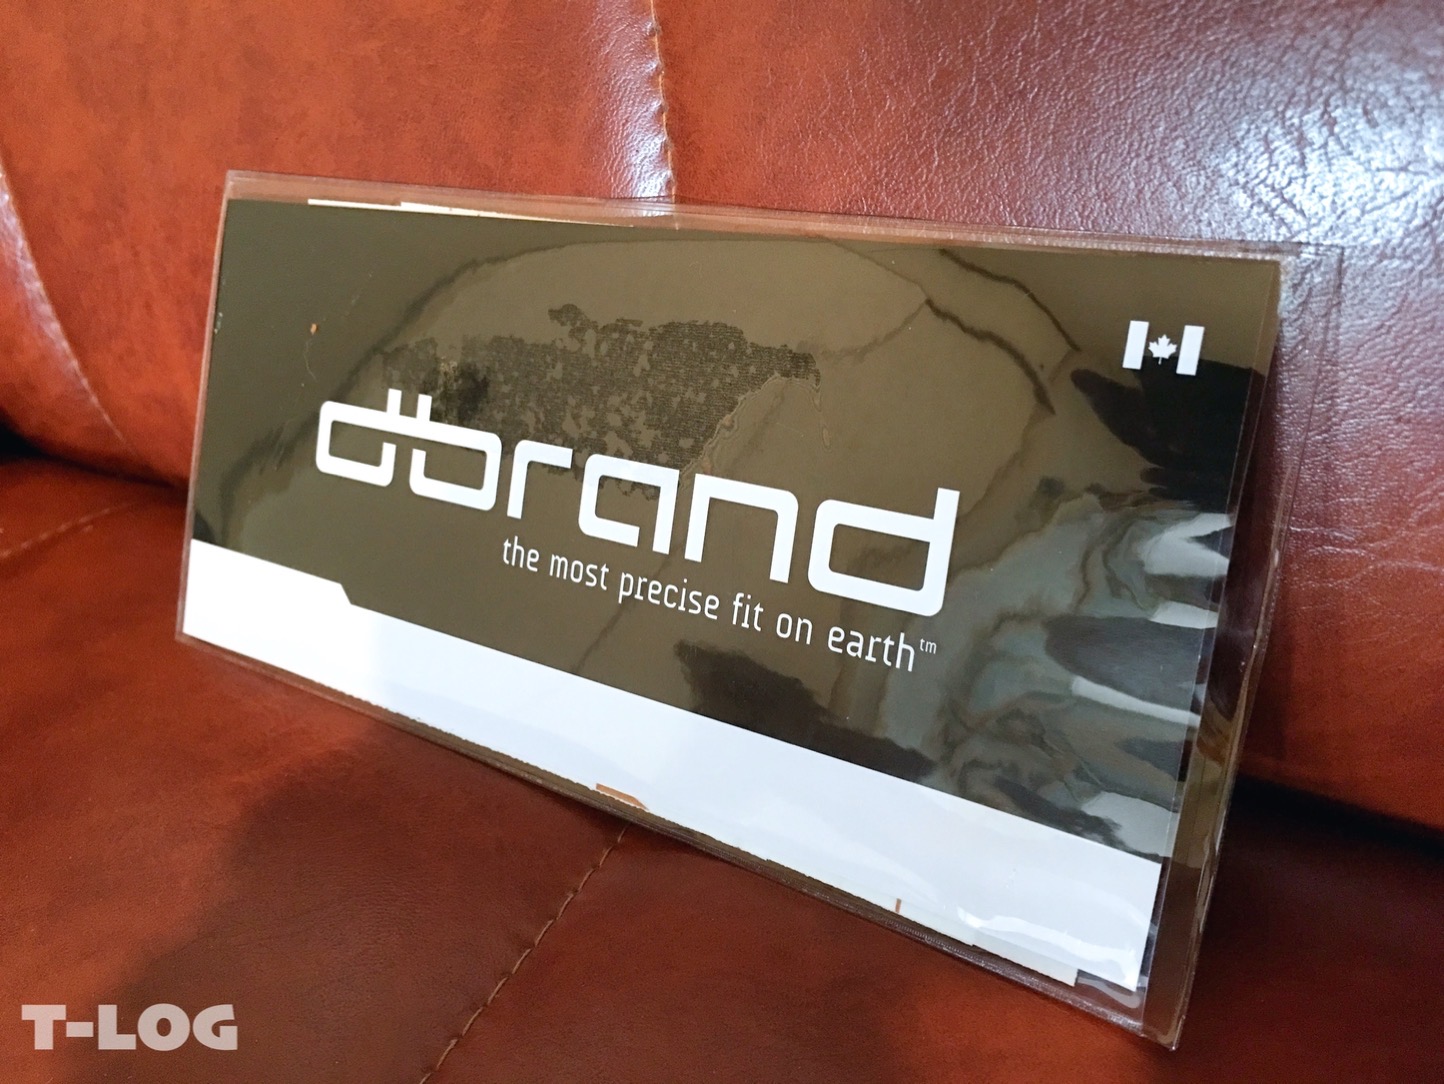 dbrand
the most precise fit on earth™
T-LOG